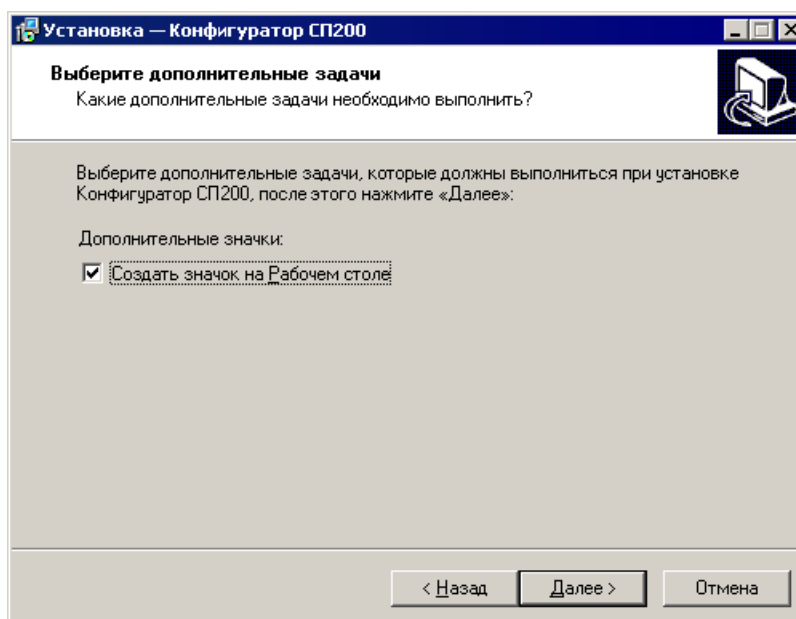 Установка — Конфигуратор СП200
Выберите дополнительные задачи
Какие дополнительные задачи необходимо выполнить?
Выберите дополнительные задачи, которые должны выполниться при установке
Конфигуратор СП200, после этого нажмите «Далее»:
Дополнительные значки:
Создать значок на Рабочем столе
< Назад Далее > Отмена